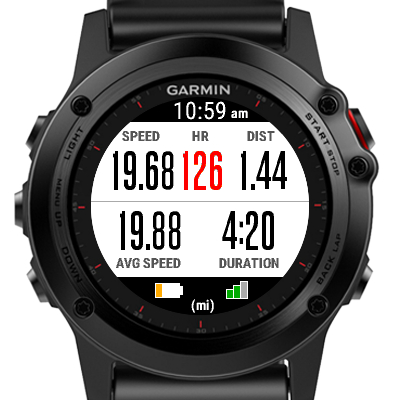 GARMIN
10:59 am
SPEED HR DIST
19.68 126 1.44
19.88 4:20
AVG SPEED DURATION
(mi)
LIGHT
MENU UP
DOWN
START STOP
BACK LAP